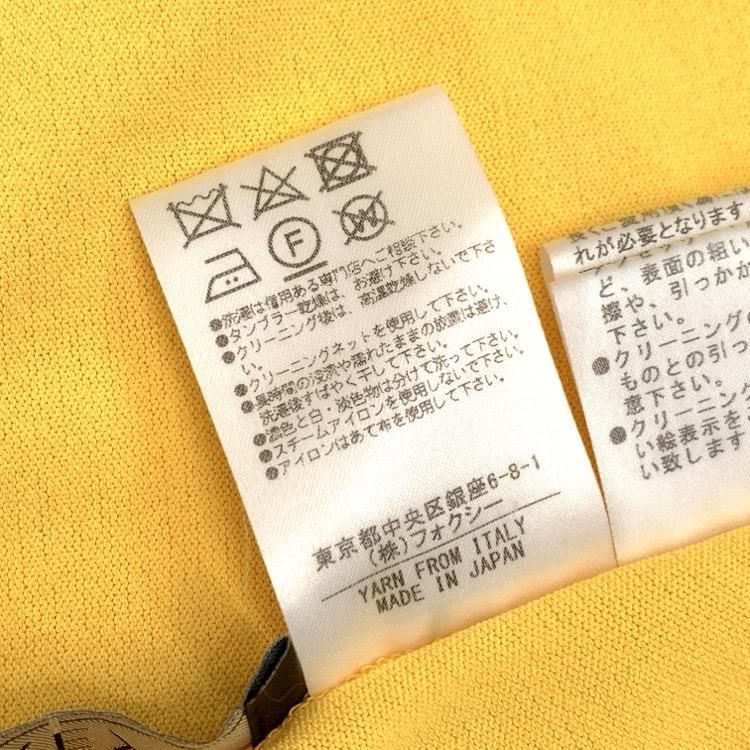 F
W
●洗濯は信用ある専門店へご相談下さい。
●タンブラー乾燥は、お避け下さい。
●クリーニング後は、高温乾燥しないで下さ
い。
●クリーニングネットを使用して下さい。
●長時間の浸漬や濡れたままの放置は避け、
洗濯後すばやく干して下さい。
●濃色と白・淡色物は分けて洗って下さい。
●スチームアイロンを使用しないで下さい。
●アイロンはあて布を使用して下さい。
東京都中央区銀座6-8-1
(株)フォクシー
YARN FROM ITALY
MADE IN JAPAN
れが必要となります
ど、表面の粗い
擦や、引っかか
下さい。
●クリーニング
ものとの引っ
意下さい。
●クリーニング
い絵表示を
い致します